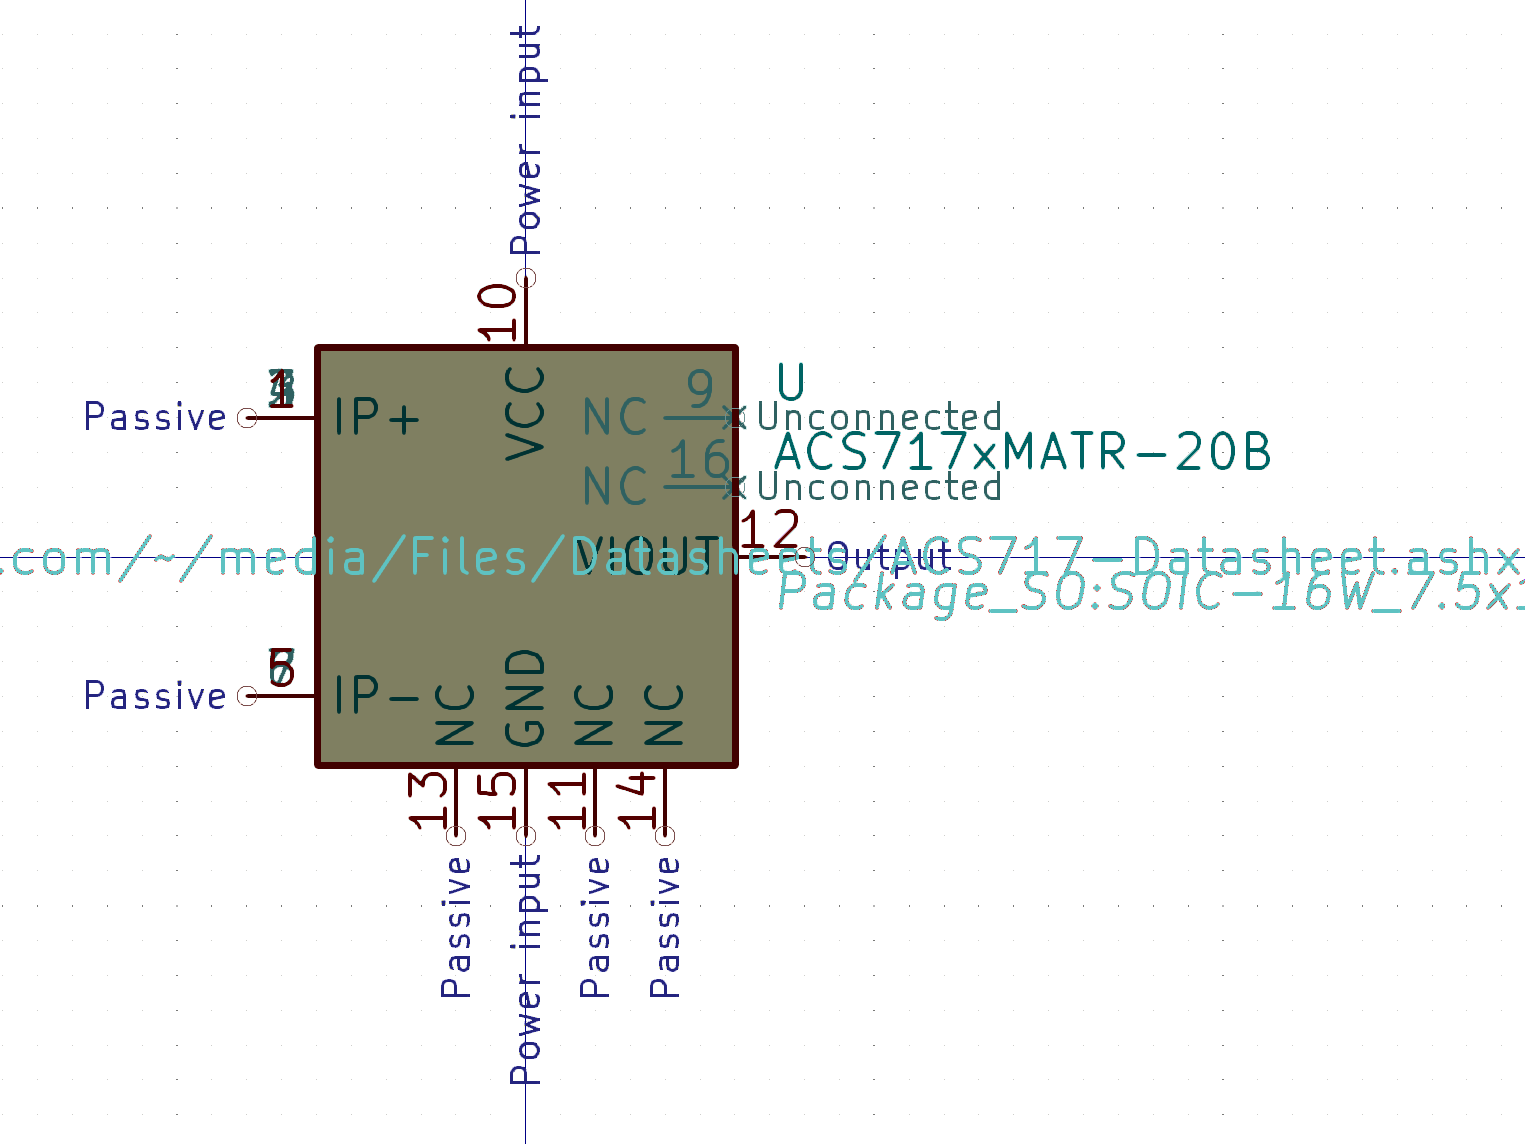 Power input
10
VCC
1
Passive
IP+
NC
9
Unconnected
U
ACS717xMATR-20B
NC
16
Unconnected
12
VIOUT
Output
.com/~/media/Files/Datasheets/ACS717-Datasheet.ashx
Package_SO:SOIC-16W_7.5x
Passive
IP-
NC
GND
NC
NC
13
15
11
14
Passive
Power input
Passive
Passive